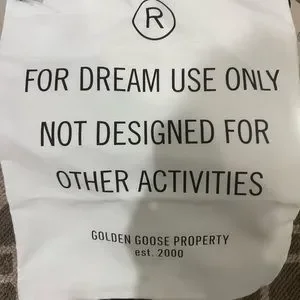 ®
FOR DREAM USE ONLY
NOT DESIGNED FOR
OTHER ACTIVITIES
GOLDEN GOOSE PROPERTY
est. 2000